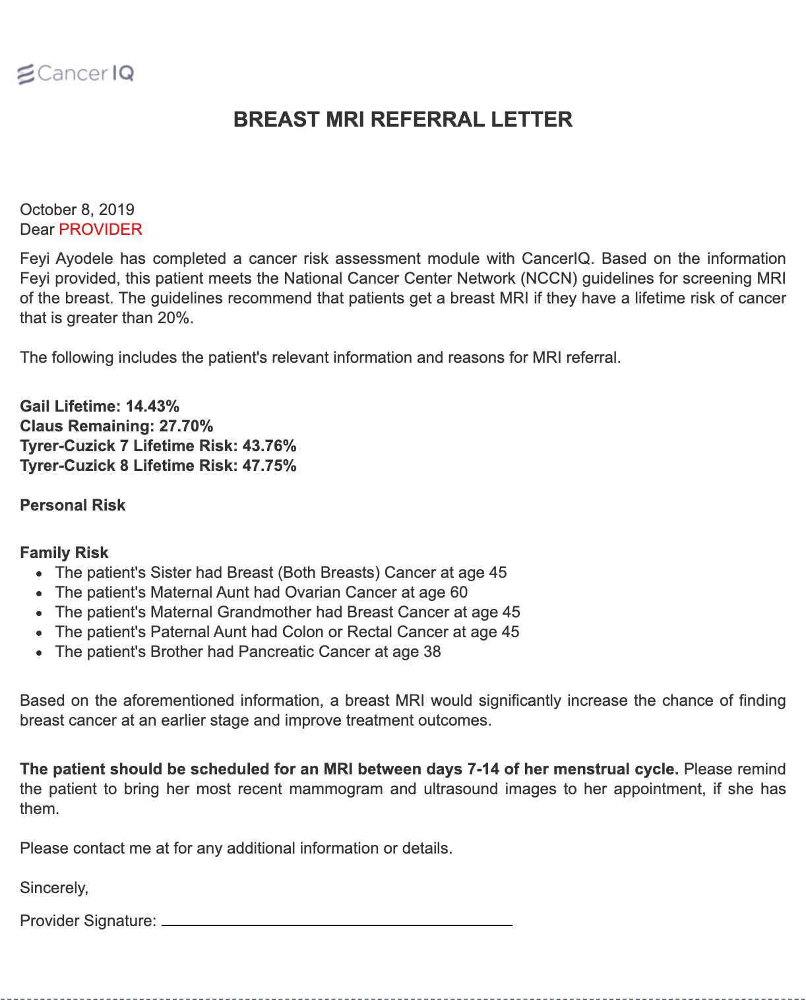 CancerIQ
BREAST MRI REFERRAL LETTER
October 8, 2019
Dear PROVIDER
Feyi Ayodele has completed a cancer risk assessment module with CancerIQ. Based on the information
Feyi provided, this patient meets the National Cancer Center Network (NCCN) guidelines for screening MRI
of the breast. The guidelines recommend that patients get a breast MRI if they have a lifetime risk of cancer
that is greater than 20%.
The following includes the patient's relevant information and reasons for MRI referral.
Gail Lifetime: 14.43%
Claus Remaining: 27.70%
Tyrer-Cuzick 7 Lifetime Risk: 43.76%
Tyrer-Cuzick 8 Lifetime Risk: 47.75%
Personal Risk
Family Risk
• The patient's Sister had Breast (Both Breasts) Cancer at age 45
• The patient's Maternal Aunt had Ovarian Cancer at age 60
• The patient's Maternal Grandmother had Breast Cancer at age 45
• The patient's Paternal Aunt had Colon or Rectal Cancer at age 45
• The patient's Brother had Pancreatic Cancer at age 38
Based on the aforementioned information, a breast MRI would significantly increase the chance of finding
breast cancer at an earlier stage and improve treatment outcomes.
The patient should be scheduled for an MRI between days 7-14 of her menstrual cycle. Please remind
the patient to bring her most recent mammogram and ultrasound images to her appointment, if she has
them.
Please contact me at for any additional information or details.
Sincerely,
Provider Signature: